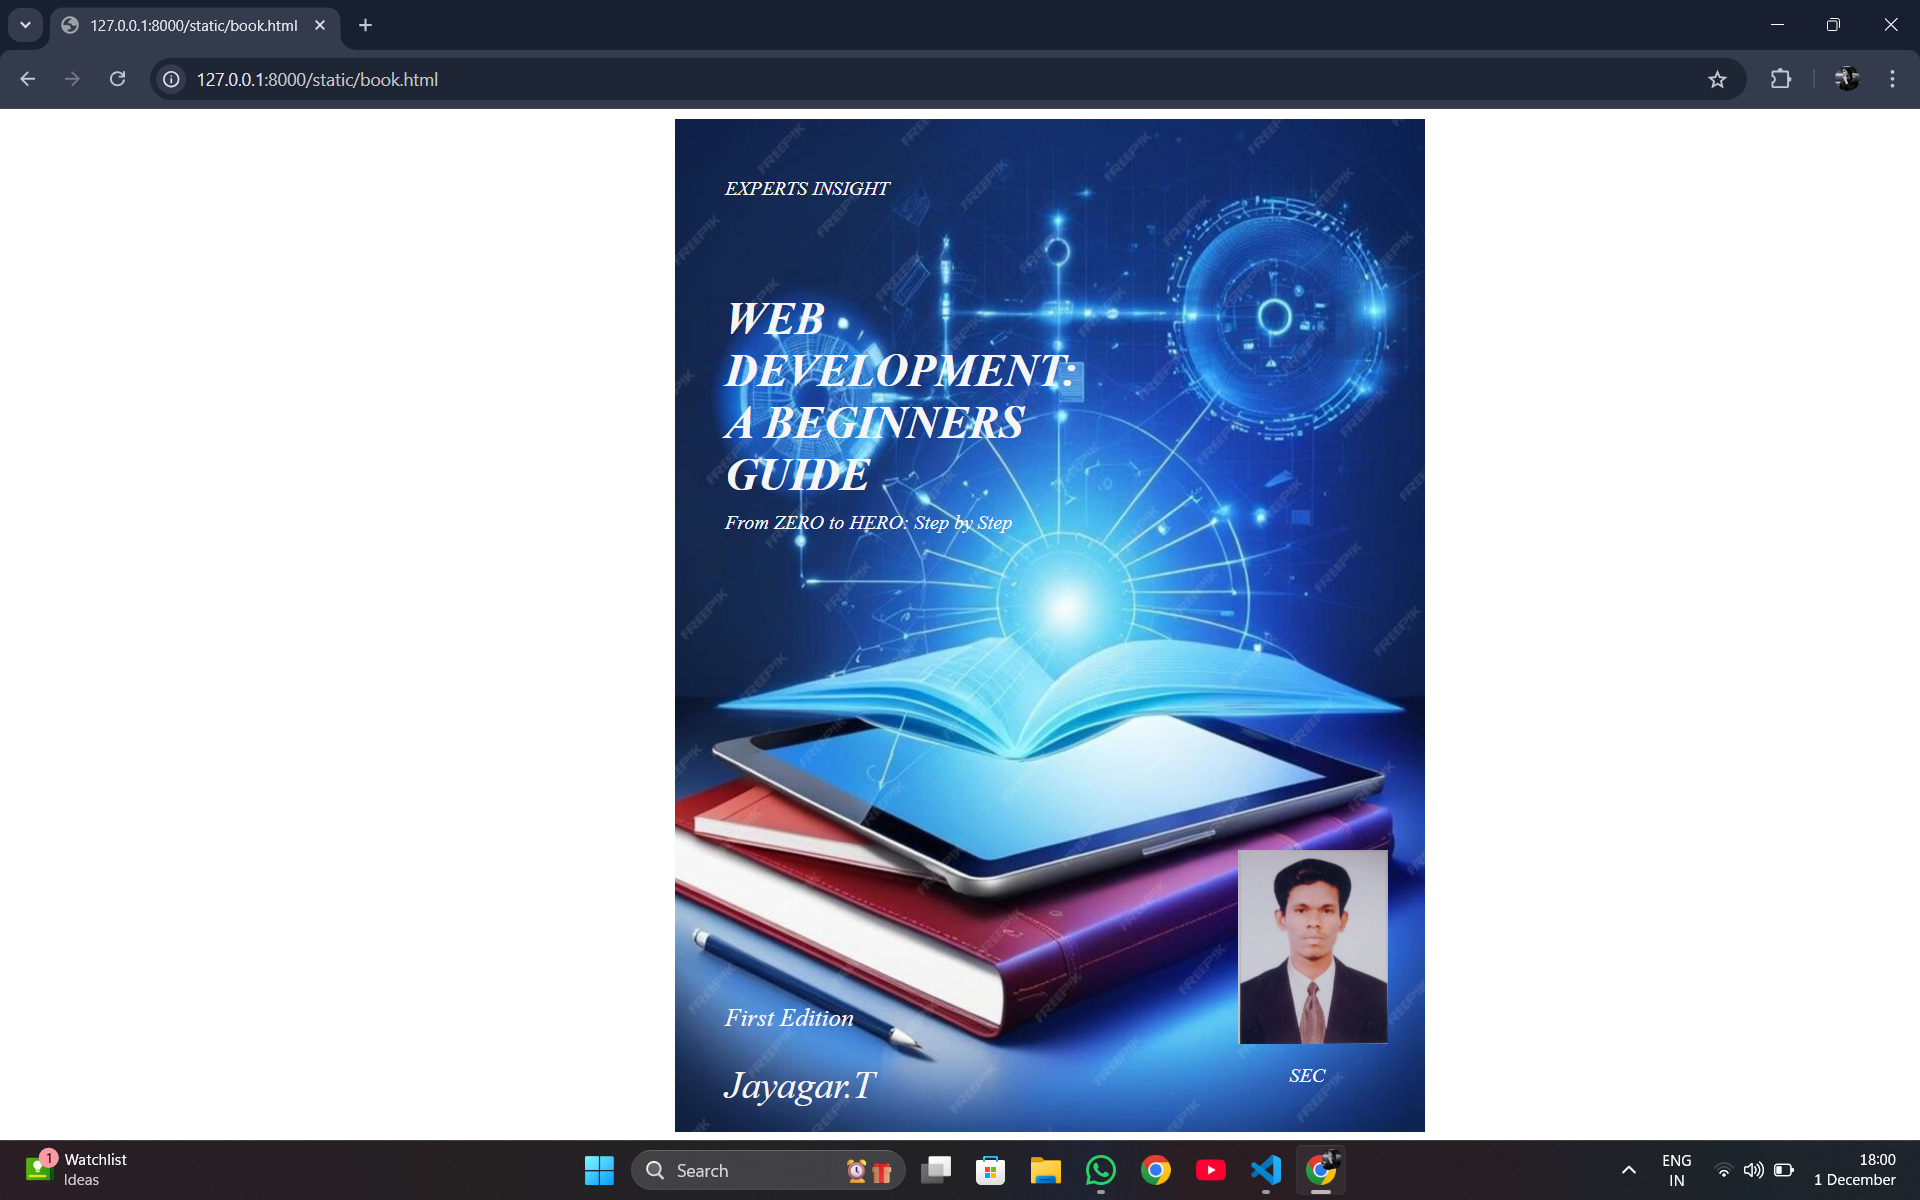 127.0.0.1:8000/static/book.html
127.0.0.1:8000/static/book.html
EXPERTS INSIGHT
WEB
DEVELOPMENT:
A BEGINNERS
GUIDE
From ZERO to HERO: Step by Step
First Edition
Jayagar.T
SEC
FREEPIK
1
Watchlist
Ideas
Search
ENG
IN
18:00
1 December